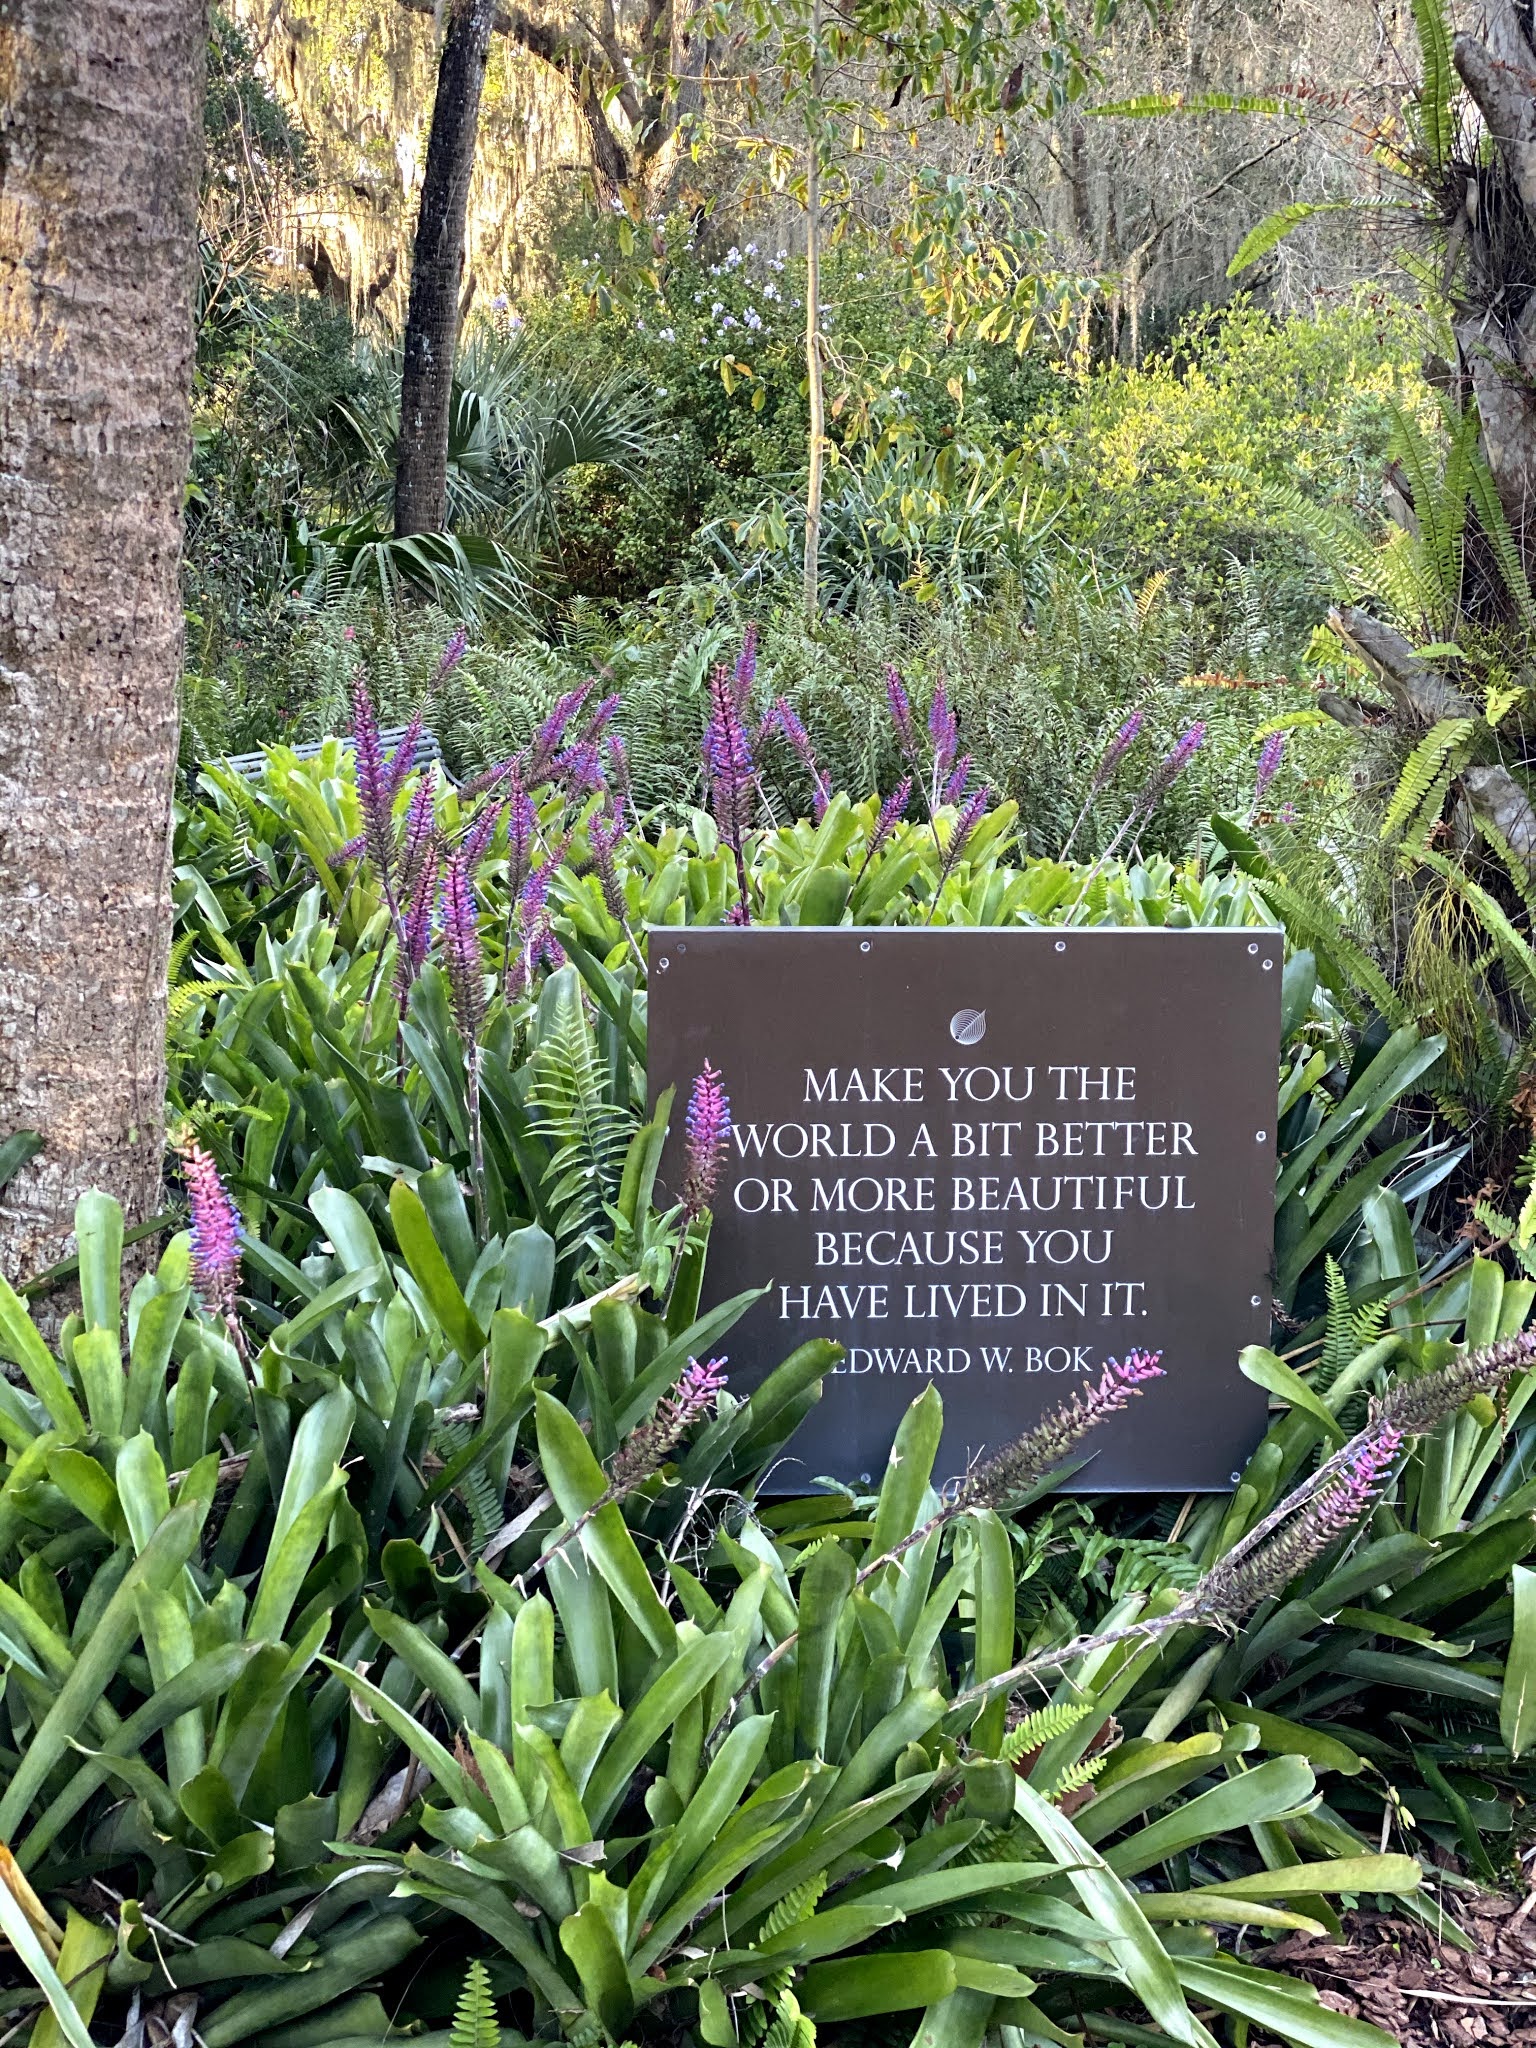 MAKE YOU THE
WORLD A BIT BETTER
OR MORE BEAUTIFUL
BECAUSE YOU
HAVE LIVED IN IT.
EDWARD W. BOK